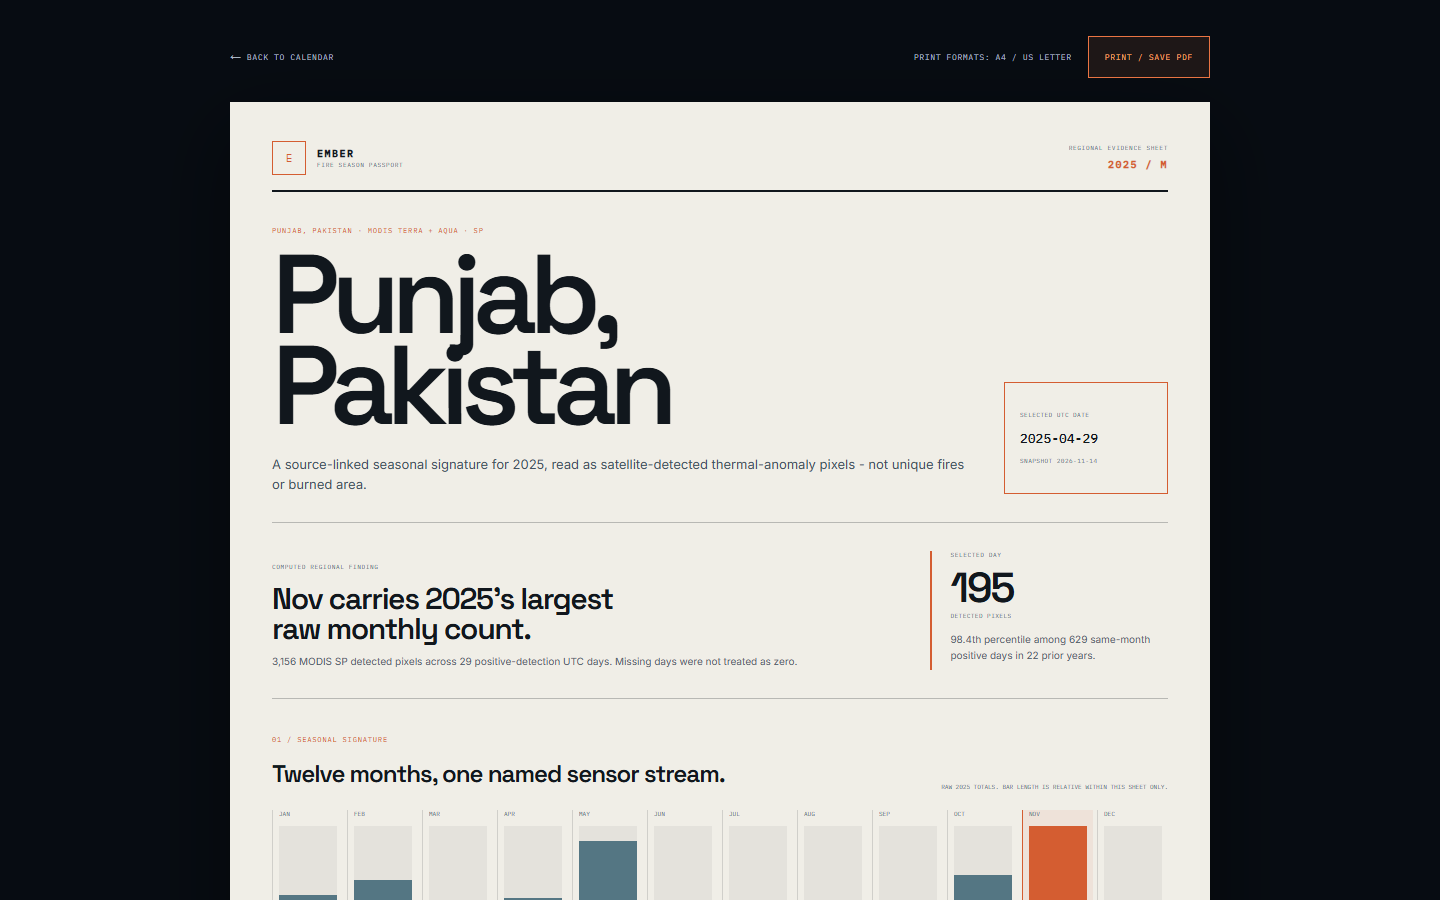 ← BACK TO CALENDAR
PRINT FORMATS: A4 / US LETTER
PRINT / SAVE PDF
E
EMBER
FIRE SEASON PASSPORT
REGIONAL EVIDENCE SHEET
2025 / M
PUNJAB, PAKISTAN · MODIS TERRA + AQUA · SP
Punjab,
Pakistan
A source-linked seasonal signature for 2025, read as satellite-detected thermal-anomaly pixels - not unique fires
or burned area.
SELECTED UTC DATE
2025-04-29
SNAPSHOT 2026-11-14
COMPUTED REGIONAL FINDING
Nov carries 2025’s largest
raw monthly count.
3,156 MODIS SP detected pixels across 29 positive-detection UTC days. Missing days were not treated as zero.
SELECTED DAY
195
DETECTED PIXELS
98.4th percentile among 629 same-month
positive days in 22 prior years.
01 / SEASONAL SIGNATURE
Twelve months, one named sensor stream.
RAW 2025 TOTALS. BAR LENGTH IS RELATIVE WITHIN THIS SHEET ONLY.
JAN FEB MAR APR MAY JUN JUL AUG SEP OCT NOV DEC